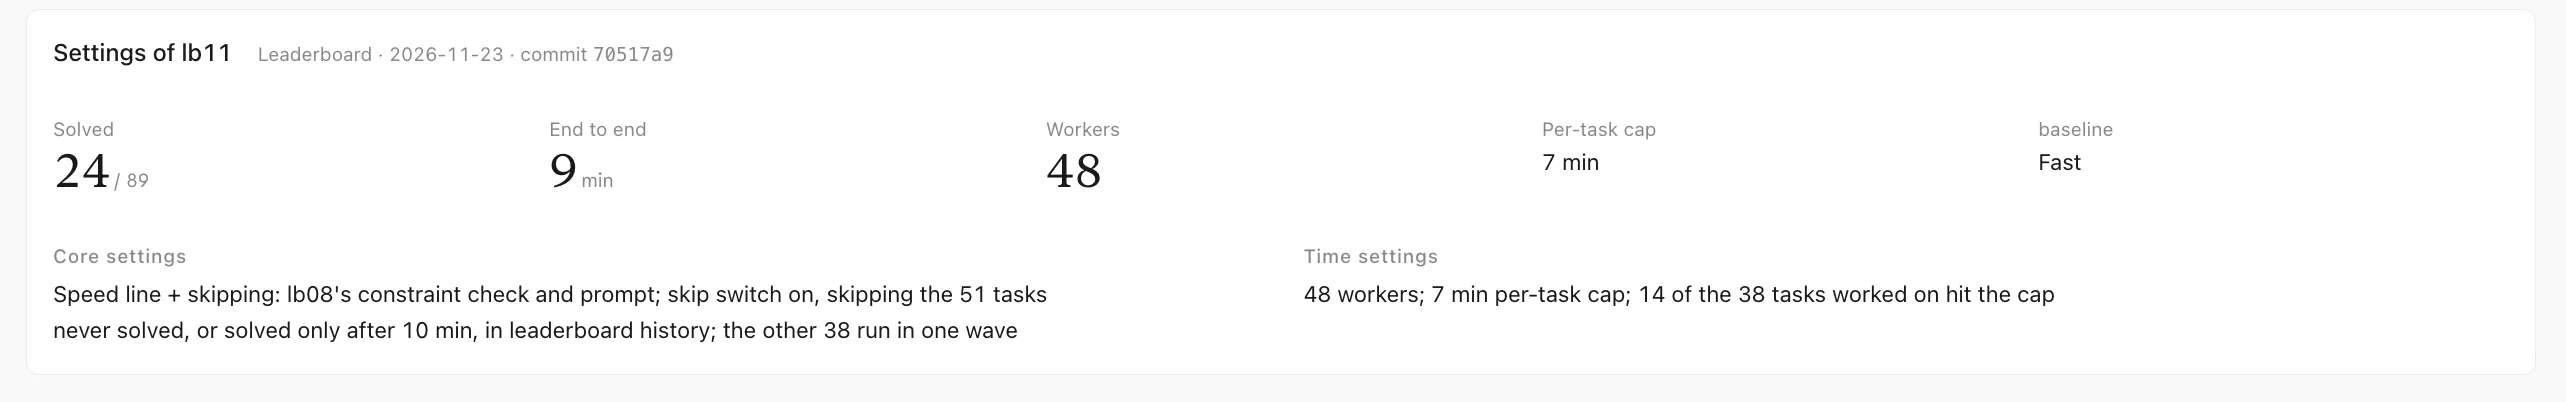 Settings of lb11 Leaderboard · 2026-11-23 · commit 70517a9
Solved
24 / 89
End to end
9 min
Workers
48
Per-task cap
7 min
baseline
Fast
Core settings
Speed line + skipping: lb08's constraint check and prompt; skip switch on, skipping the 51 tasks
never solved, or solved only after 10 min, in leaderboard history; the other 38 run in one wave
Time settings
48 workers; 7 min per-task cap; 14 of the 38 tasks worked on hit the cap